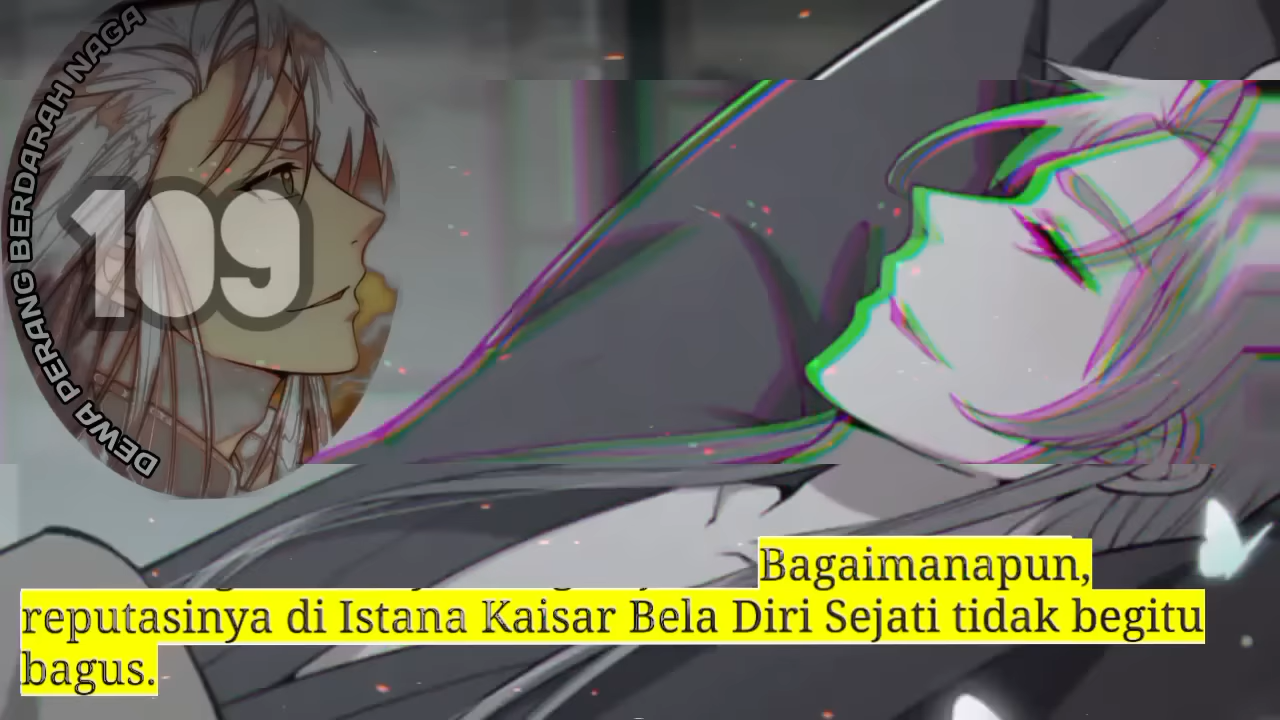 DEWA PERANG BERDARAH NAGA
109
Bagaimanapun,
reputasinya di Istana Kaisar Bela Diri Sejati tidak begitu
bagus.